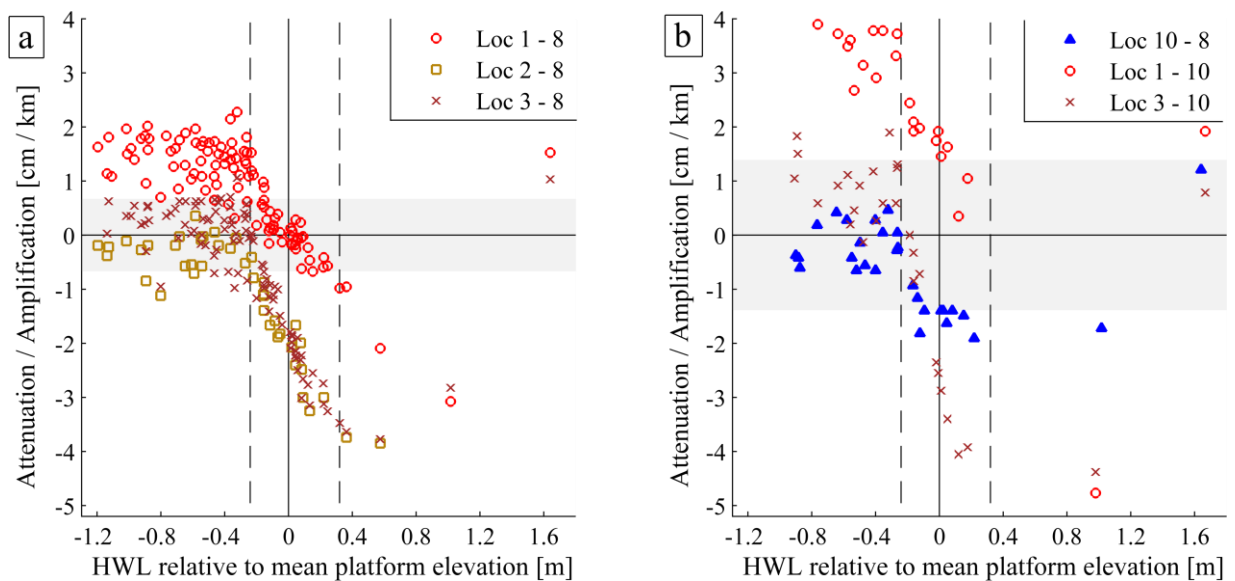 a
Loc 1 - 8
Loc 2 - 8
Loc 3 - 8
4
3
2
1
0
-1
-2
-3
-4
-5
Attenuation / Amplification [cm / km]
-1.2 -0.8 -0.4 0 0.4 0.8 1.2 1.6
HWL relative to mean platform elevation [m]
b
Loc 10 - 8
Loc 1 - 10
Loc 3 - 10
4
3
2
1
0
-1
-2
-3
-4
-5
Attenuation / Amplification [cm / km]
-1.2 -0.8 -0.4 0 0.4 0.8 1.2 1.6
HWL relative to mean platform elevation [m]